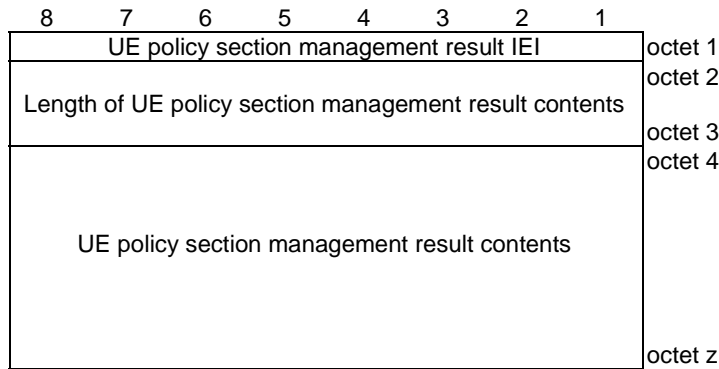 8 7 6 5 4 3 2 1
UE policy section management result IEI octet 1
octet 2
Length of UE policy section management result contents
octet 3
octet 4
UE policy section management result contents
octet z